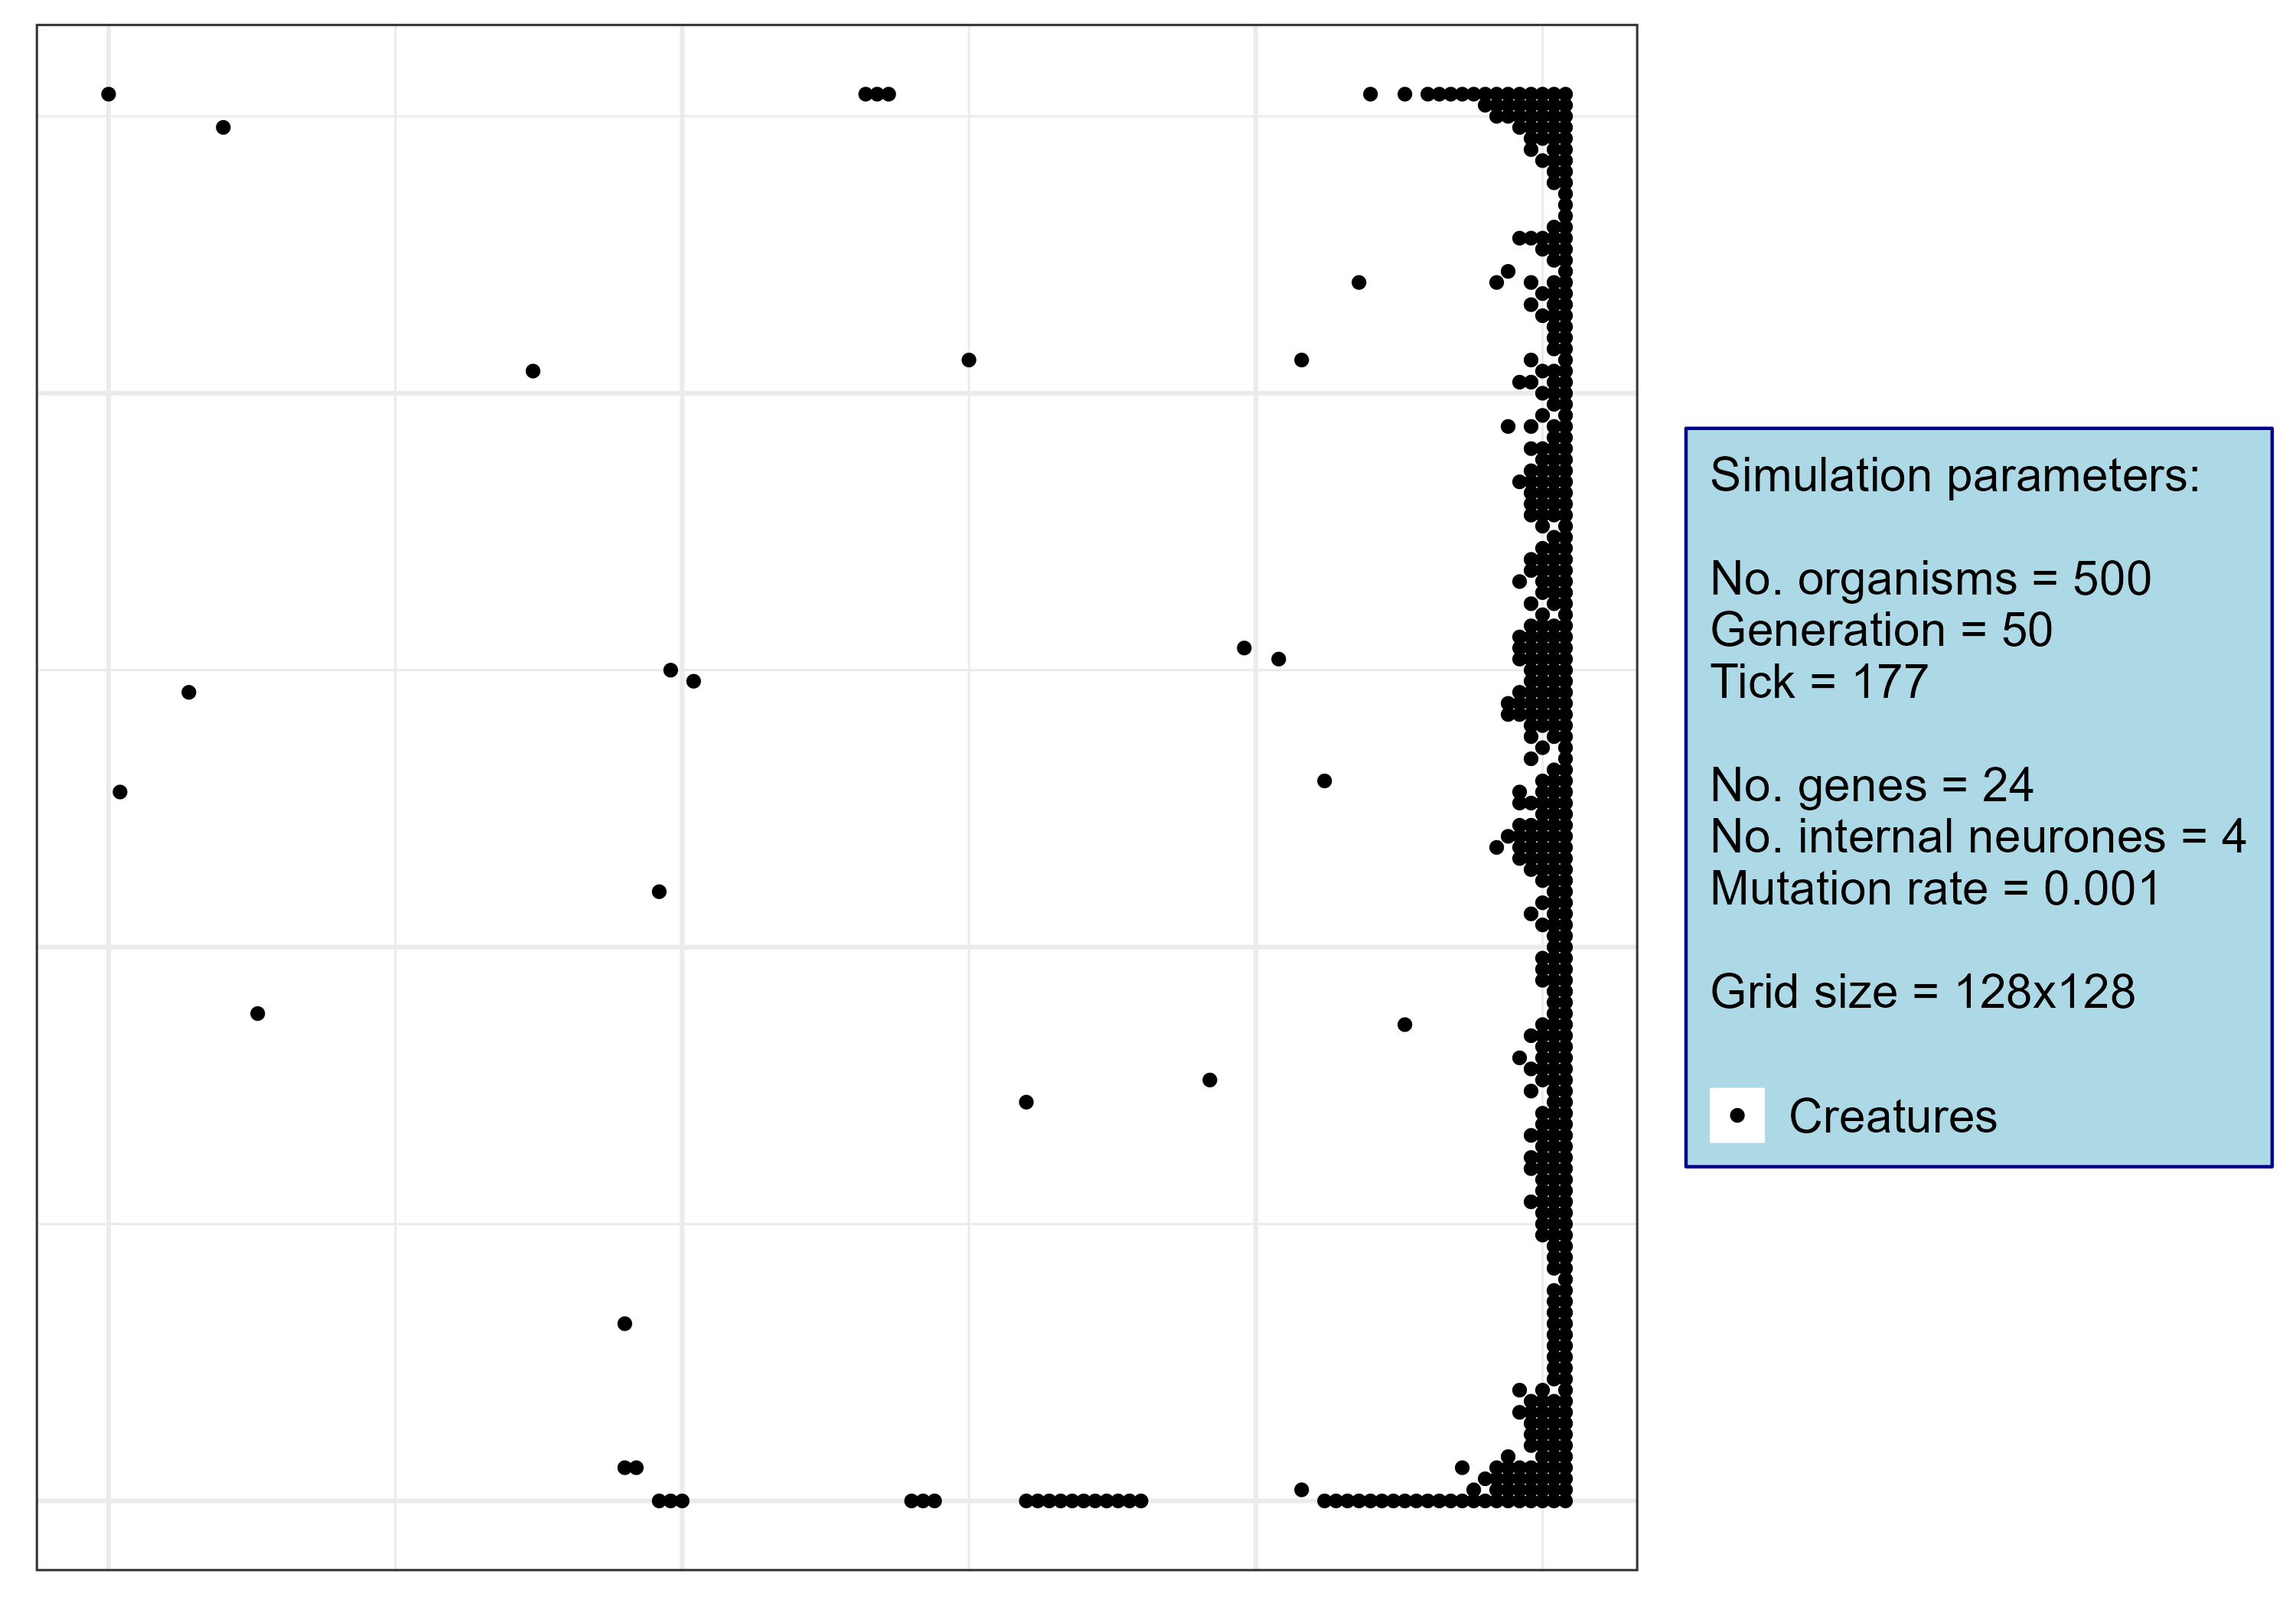 Simulation parameters:
No. organisms = 500
Generation = 50
Tick = 177
No. genes = 24
No. internal neurones = 4
Mutation rate = 0.001
Grid size = 128x128
Creatures